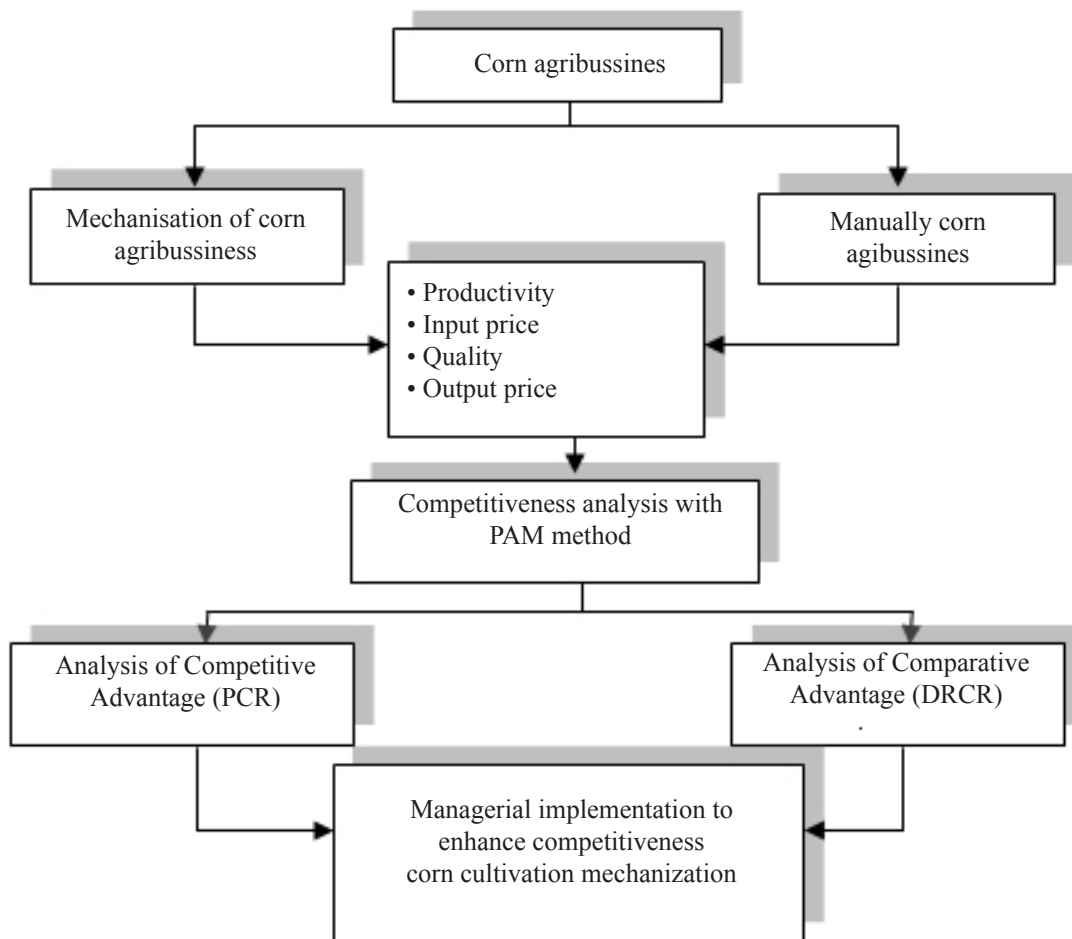 Corn agribussines
Mechanisation of corn
agribussiness
Manually corn
agibussines
• Productivity
• Input price
• Quality
• Output price
Competitiveness analysis with
PAM method
Analysis of Competitive
Advantage (PCR)
Analysis of Comparative
Advantage (DRCR)
.
Managerial implementation to
enhance competitiveness
corn cultivation mechanization